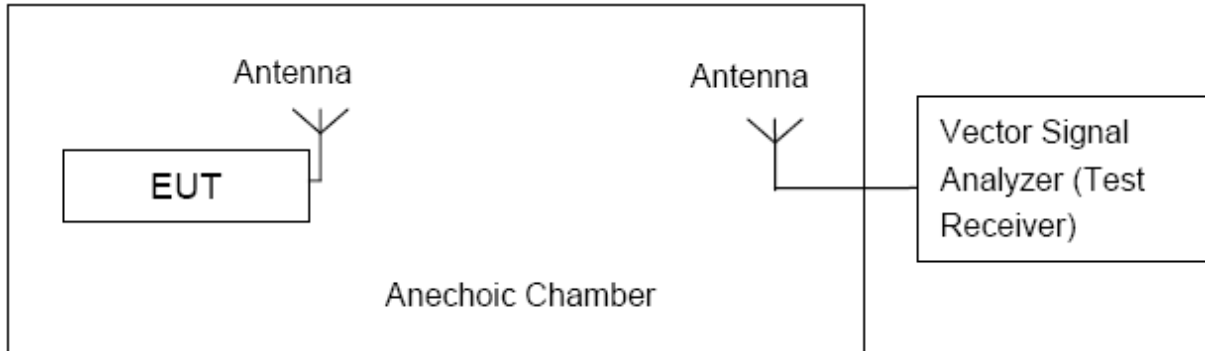 Antenna
Antenna
EUT
Vector Signal
Analyzer (Test
Receiver)
Anechoic Chamber